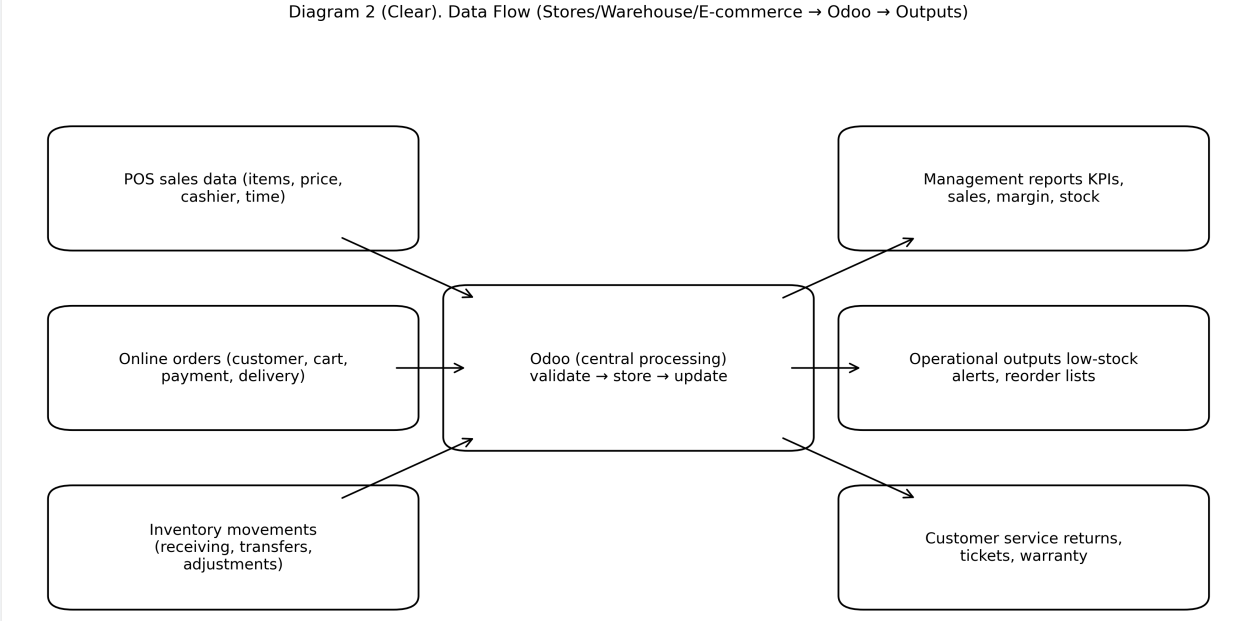 Diagram 2 (Clear). Data Flow (Stores/Warehouse/E-commerce → Odoo → Outputs)
POS sales data (items, price,
cashier, time)
Management reports KPIs,
sales, margin, stock
Online orders (customer, cart,
payment, delivery)
Odoo (central processing)
validate → store → update
Operational outputs low-stock
alerts, reorder lists
Inventory movements
(receiving, transfers,
adjustments)
Customer service returns,
tickets, warranty